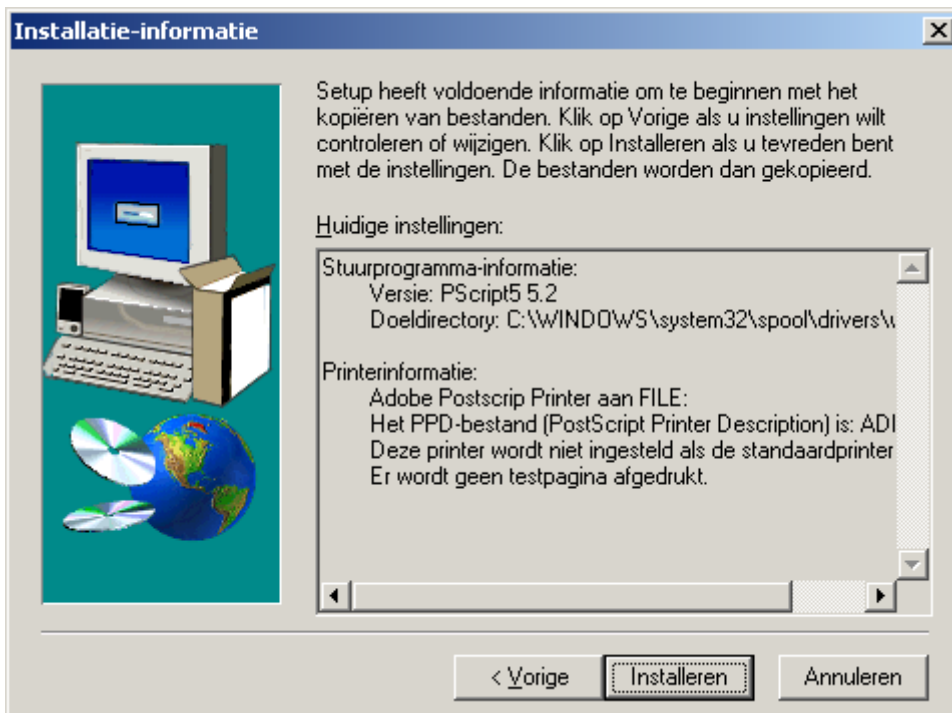 Installatie-informatie
Setup heeft voldoende informatie om te beginnen met het
kopiëren van bestanden. Klik op Vorige als u instellingen wilt
controleren of wijzigen. Klik op Installeren als u tevreden bent
met de instellingen. De bestanden worden dan gekopieerd.
Huidige instellingen:
Stuurprogramma-informatie:
Versie: PScript5 5.2
Doeldirectory: C:\WINDOWS\system32\spool\drivers\
Printerinformatie:
Adobe Postscrip Printer aan FILE:
Het PPD-bestand (PostScript Printer Description) is:
Deze printer wordt niet ingesteld als de standaardprinter
Er wordt geen testpagina afgedrukt.
< Vorige
Installeren
Annuleren